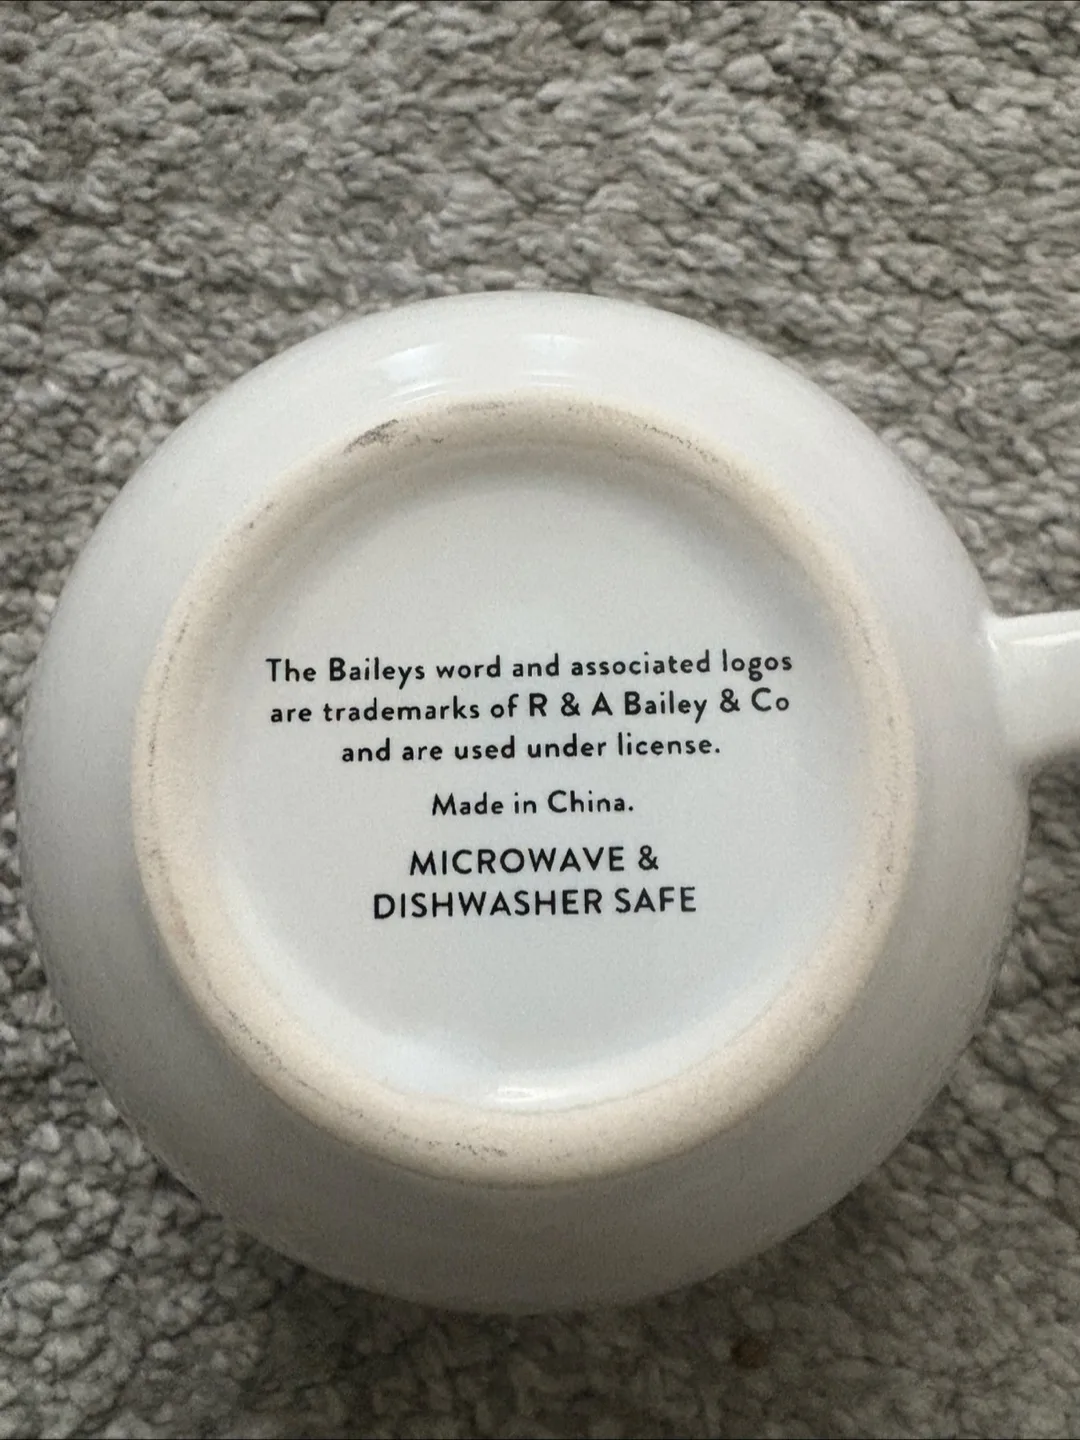 The Baileys word and associated logos
are trademarks of R & A Bailey & Co
and are used under license.
Made in China.
MICROWAVE &
DISHWASHER SAFE